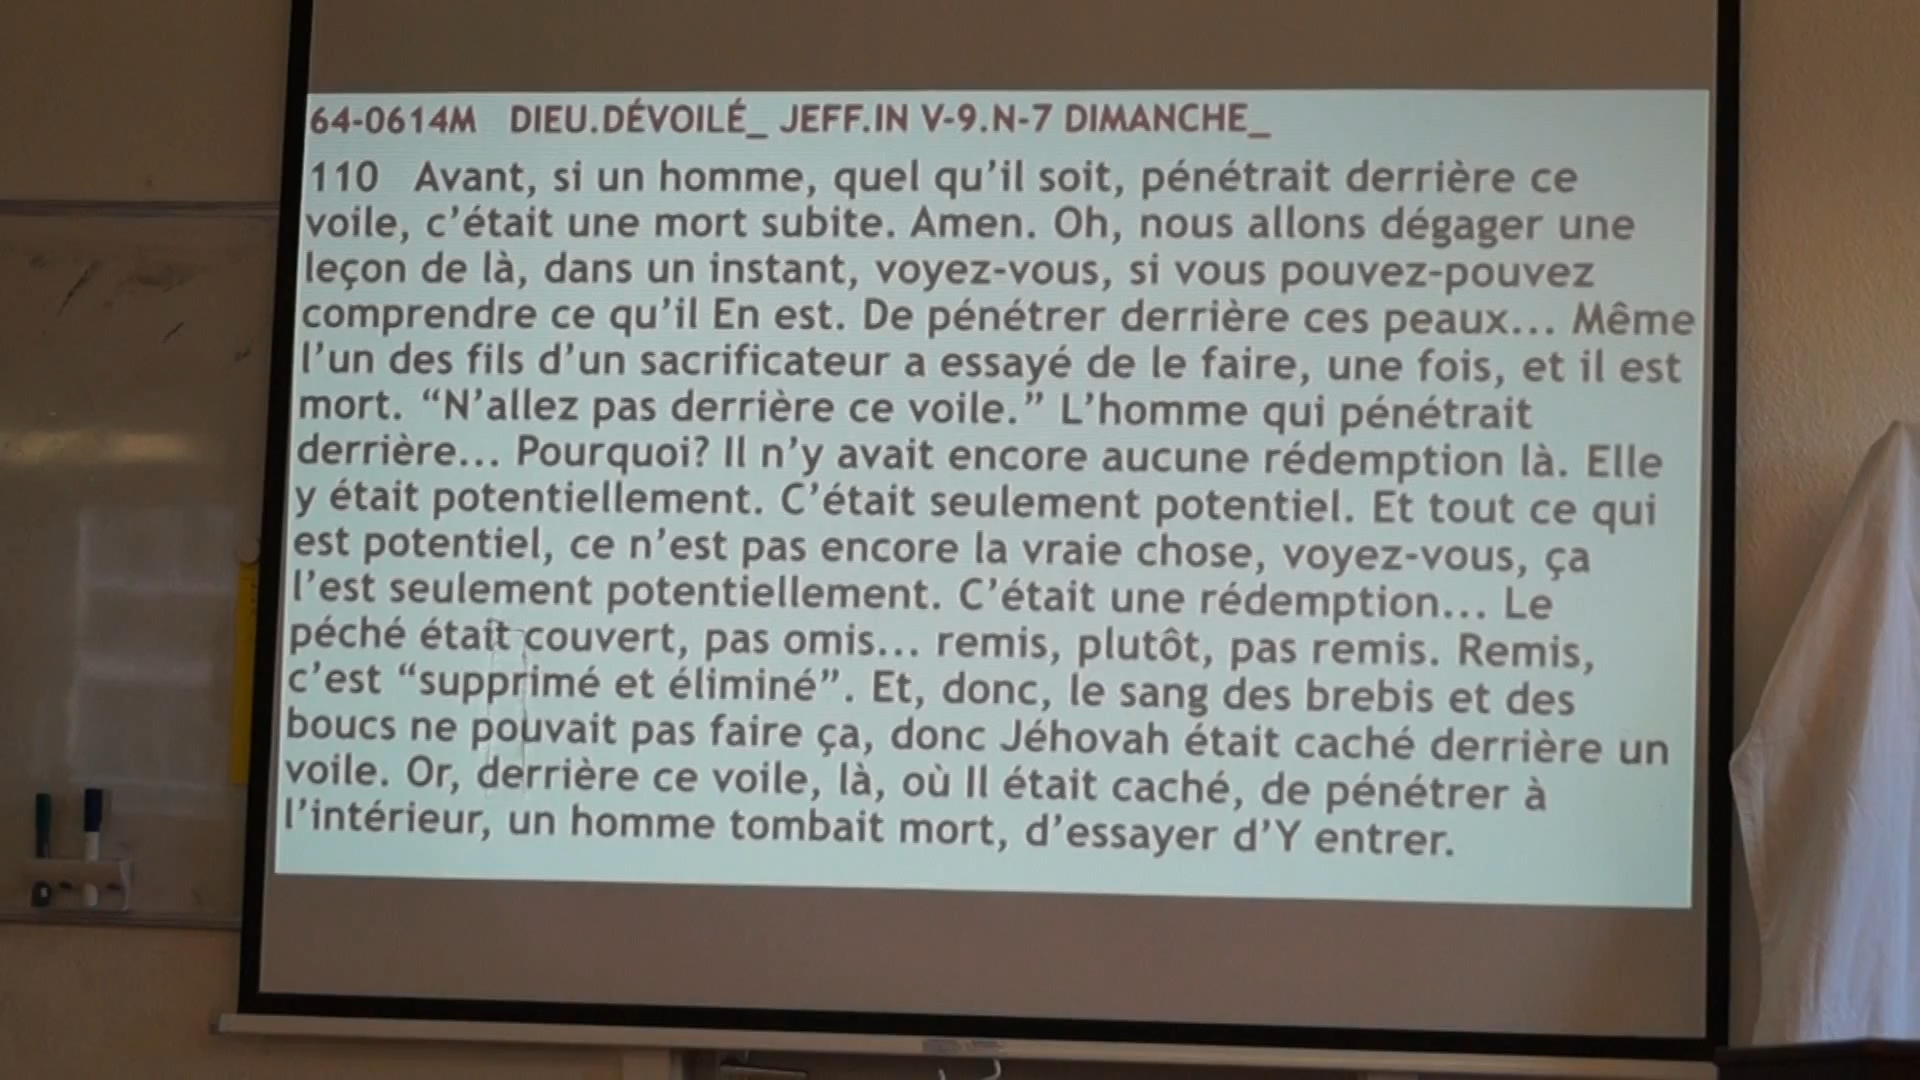 64-0614M DIEU.DÉVOILÉ_ JEFF.IN V-9.N-7 DIMANCHE_
110 Avant, si un homme, quel qu’il soit, pénétrait derrière ce
voile, c’était une mort subite. Amen. Oh, nous allons dégager une
leçon de là, dans un instant, voyez-vous, si vous pouvez-pouvez
comprendre ce qu’il En est. De pénétrer derrière ces peaux... Même
l’un des fils d’un sacrificateur a essayé de le faire, une fois, et il est
mort. “N’allez pas derrière ce voile.” L’homme qui pénétrait
derrière... Pourquoi? Il n’y avait encore aucune rédemption là. Elle
y était potentiellement. C’était seulement potentiel. Et tout ce qui
est potentiel, ce n’est pas encore la vraie chose, voyez-vous, ça
l’est seulement potentiellement. C’était une rédemption... Le
péché était couvert, pas omis... remis, plutôt, pas remis. Remis,
c’est “supprimé et éliminé”. Et, donc, le sang des brebis et des
boucs ne pouvait pas faire ça, donc Jéhovah était caché derrière un
voile. Or, derrière ce voile, là, où Il était caché, de pénétrer à
l’intérieur, un homme tombait mort, d'essayer d’Y entrer.